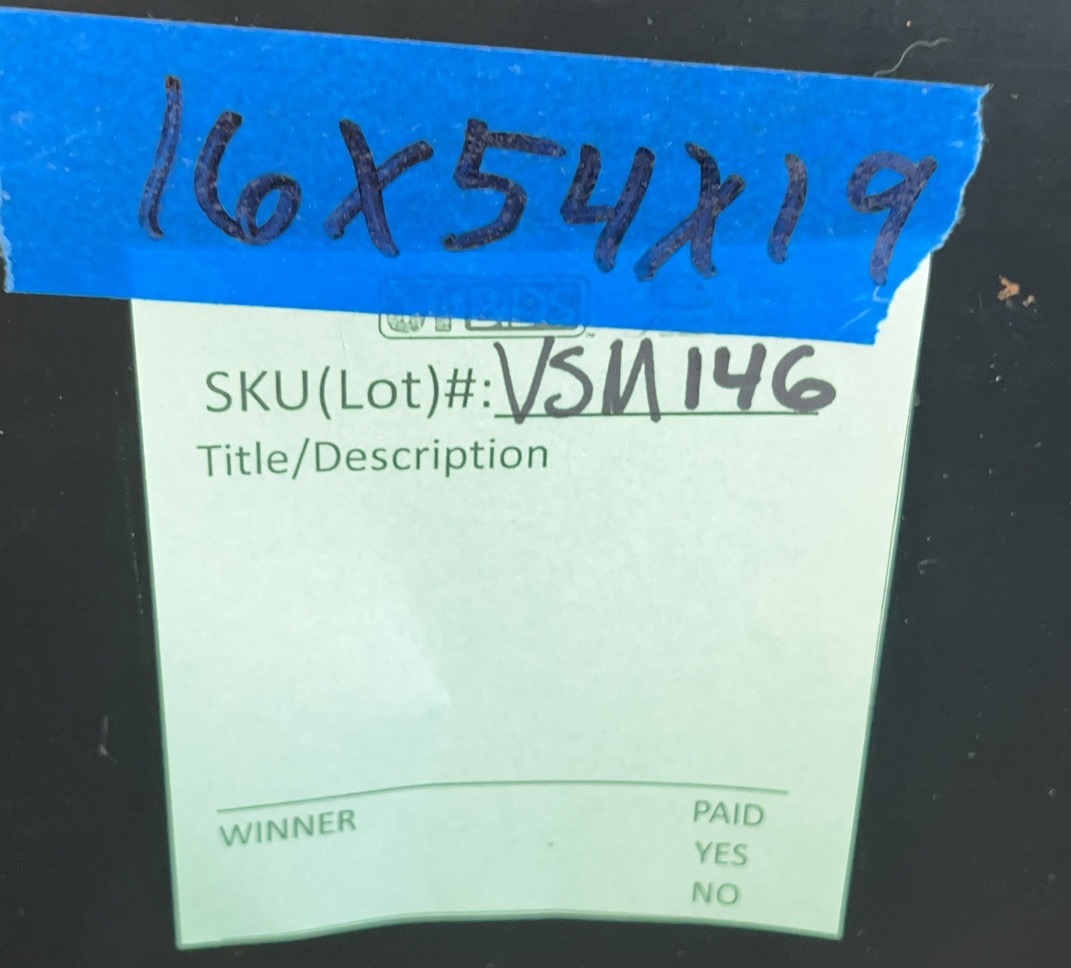 16X54X19
SKU(Lot)#: VSM146
Title/Description
WINNER
PAID
YES
NO